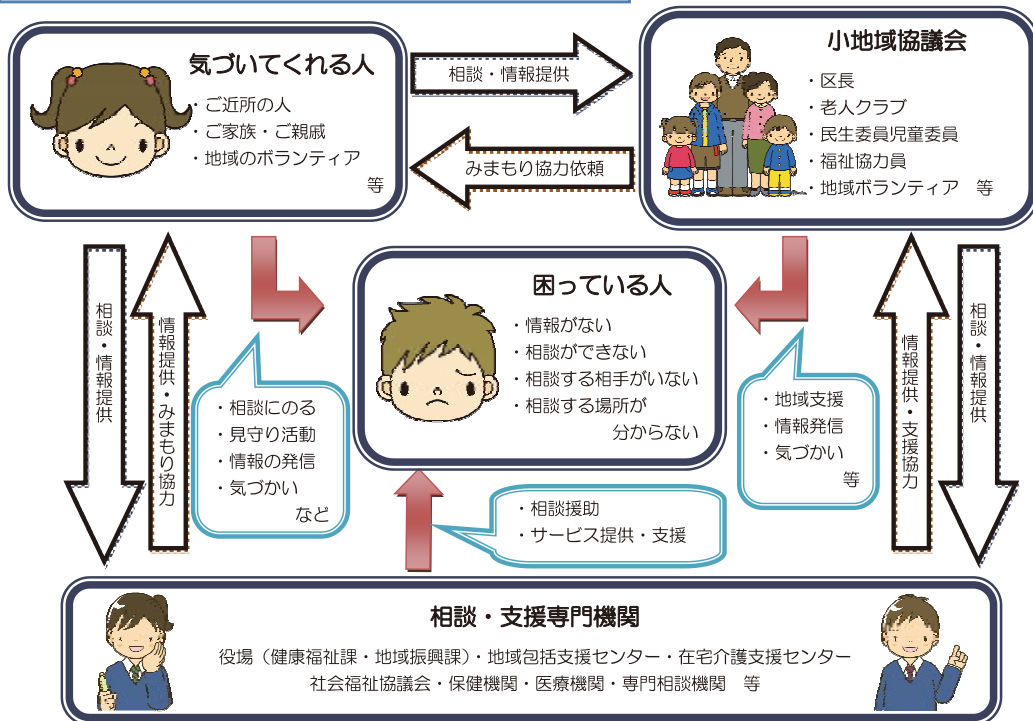 気づいてくれる人
・ご近所の人
・ご家族・ご親戚
・地域のボランティア
等
相談・情報提供
みまもり協力依頼
小地域協議会
・区長
・老人クラブ
・民生委員児童委員
・福祉協力員
・地域ボランティア 等
相談・情報提供
情報提供・みまもり協力
・相談にのる
・見守り活動
・情報の発信
・気づかい
など
困っている人
・情報がない
・相談ができない
・相談する相手がいない
・相談する場所が
分からない
・地域支援
・情報発信
・気づかい
等
情報提供・支援協力
相談・情報提供
・相談援助
・サービス提供・支援
相談・支援専門機関
役場（健康福祉課・地域振興課）・地域包括支援センター・在宅介護支援センター
社会福祉協議会・保健機関・医療機関・専門相談機関 等